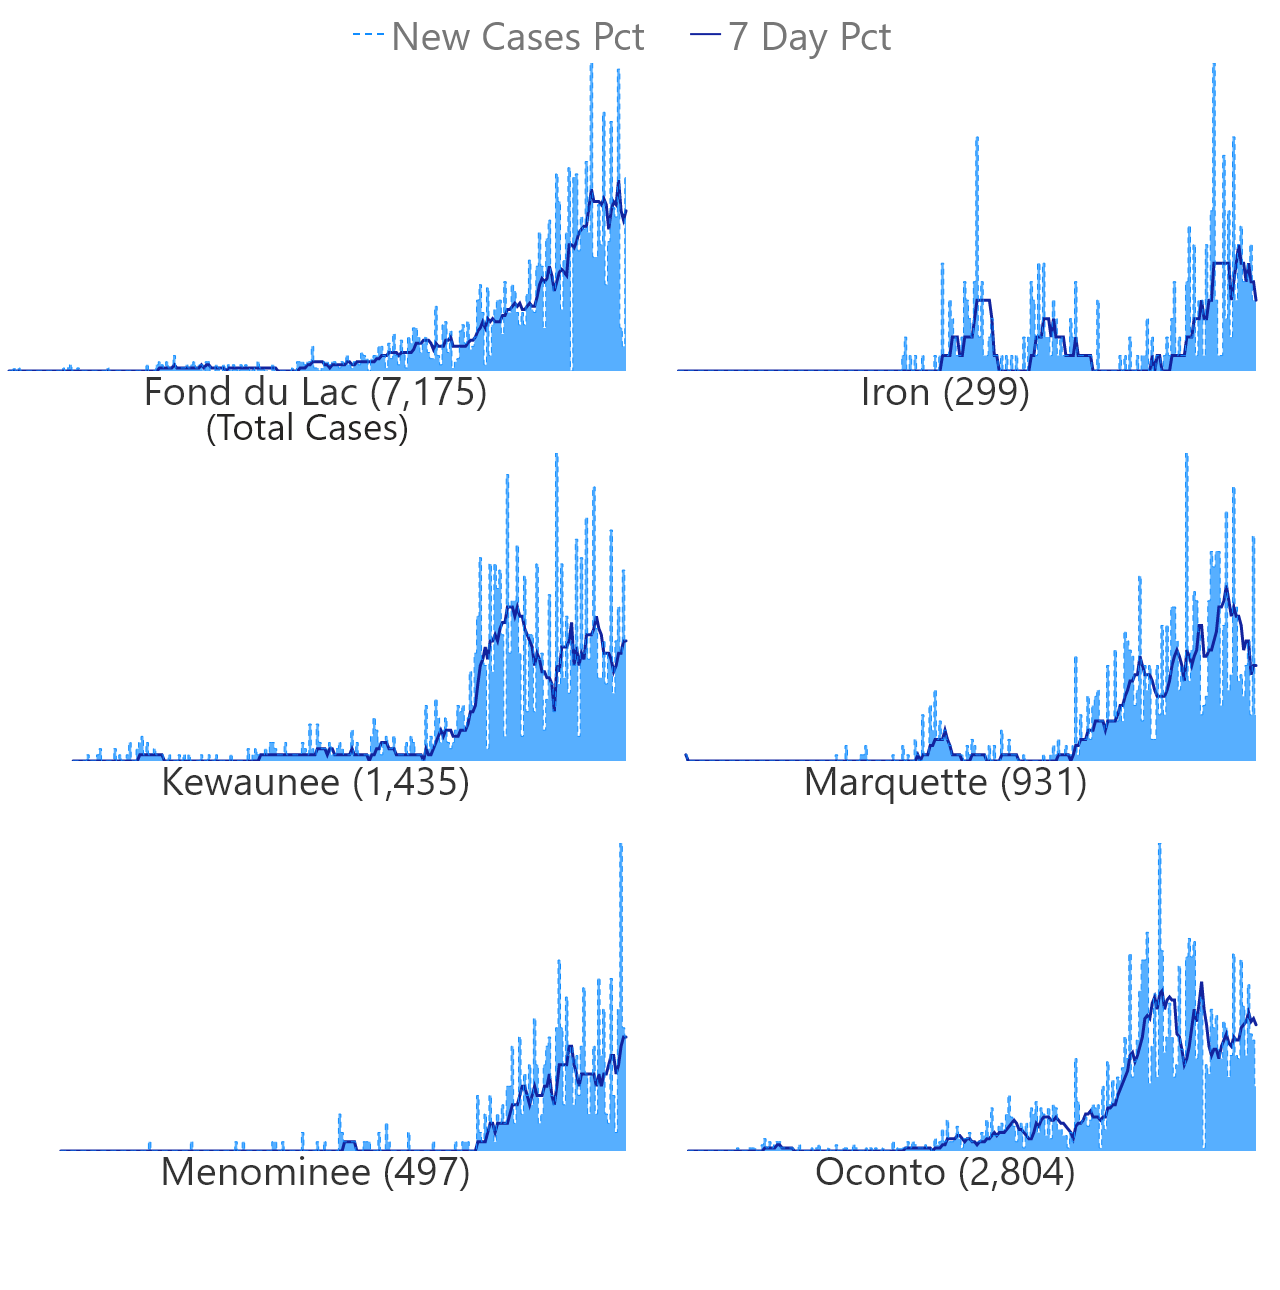 New Cases Pct 7 Day Pct
Fond du Lac (7,175)
(Total Cases)
Iron (299)
Kewaunee (1,435)
Marquette (931)
Menominee (497)
Oconto (2,804)